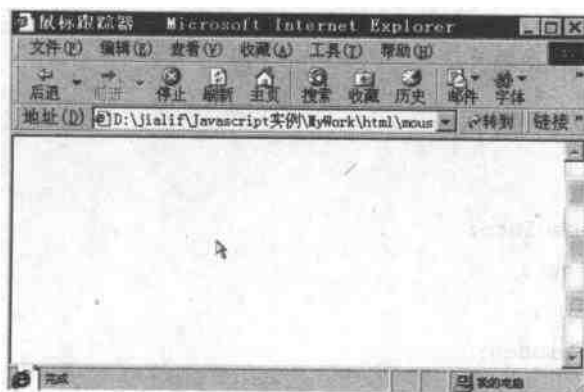 鼠标跟踪器 - Microsoft Internet Explorer
文件(F) 编辑(E) 查看(V) 收藏(A) 工具(T) 帮助(H)
后退 前进 停止 刷新 主页 搜索 收藏 历史 邮件 字体
地址(D) D:\jialif\Javascript实例\MyWork\html\mous 转到 链接 »
完成 我的电脑